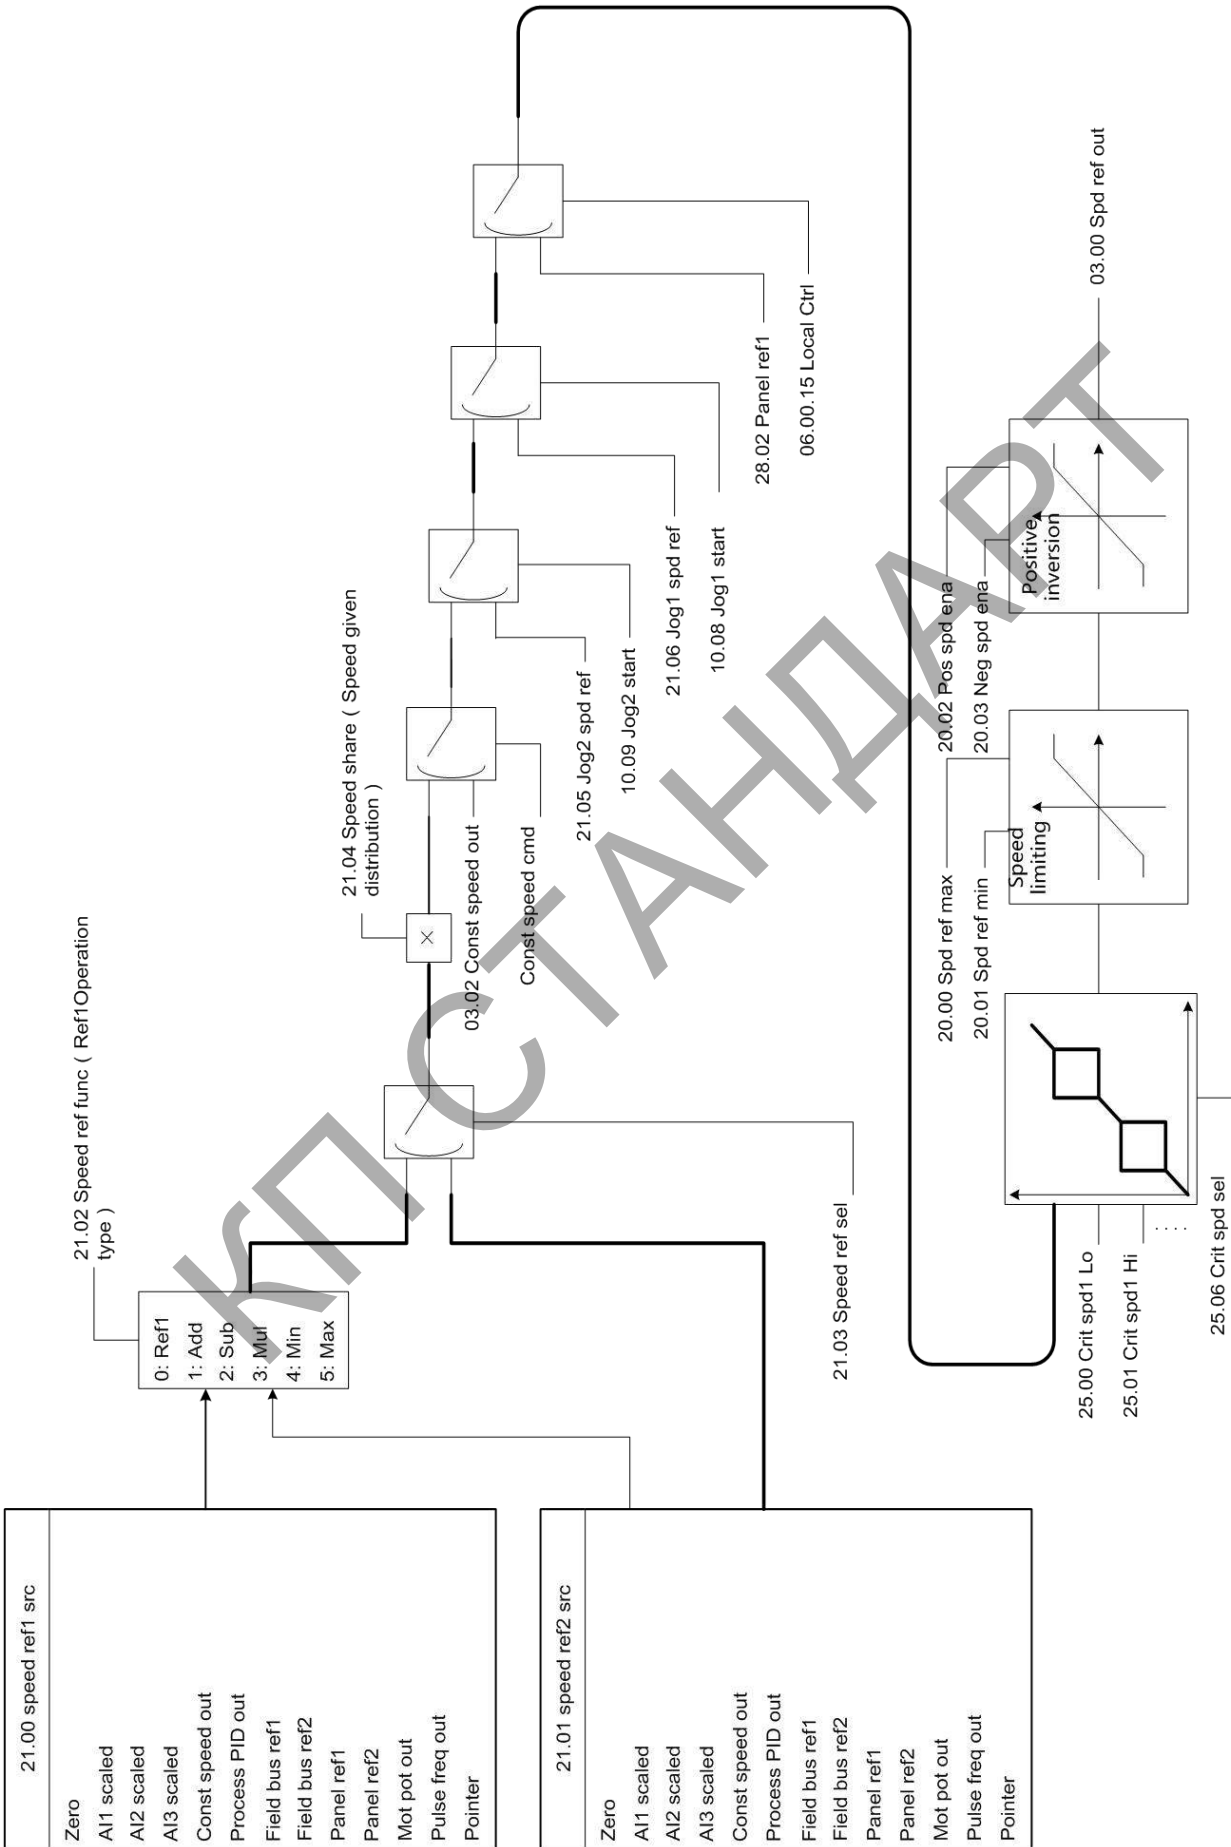 21.00 speed ref1 src
Zero
AI1 scaled
AI2 scaled
AI3 scaled
Const speed out
Process PID out
Field bus ref1
Field bus ref2
Panel ref1
Panel ref2
Mot pot out
Pulse freq out
Pointer
21.01 speed ref2 src
Zero
AI1 scaled
AI2 scaled
AI3 scaled
Const speed out
Process PID out
Field bus ref1
Field bus ref2
Panel ref1
Panel ref2
Mot pot out
Pulse freq out
Pointer
21.02 Speed ref func ( Ref1Operation
type )
0: Ref1
1: Add
2: Sub
3: Mul
4: Min
5: Max
21.03 Speed ref sel
21.04 Speed share ( Speed given
distribution )
×
03.02 Const speed out
Const speed cmd
21.05 Jog2 spd ref
10.09 Jog2 start
21.06 Jog1 spd ref
10.08 Jog1 start
28.02 Panel ref1
06.00.15 Local Ctrl
25.00 Crit spd1 Lo
25.01 Crit spd1 Hi
....
25.06 Crit spd sel
20.00 Spd ref max
20.01 Spd ref min
Speed
limiting
20.02 Pos spd ena
20.03 Neg spd ena
Positive
inversion
03.00 Spd ref out
КП СТАНДАРТ